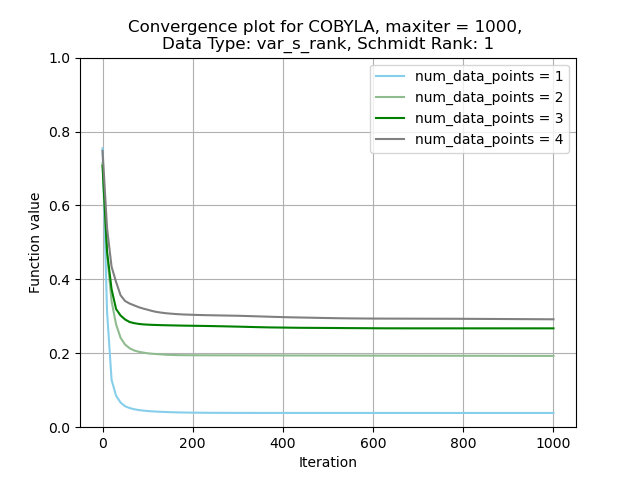 Convergence plot for COBYLA, maxiter = 1000,
Data Type: var_s_rank, Schmidt Rank: 1
num_data_points = 1
num_data_points = 2
num_data_points = 3
num_data_points = 4
Function value
1.0
0.8
0.6
0.4
0.2
0.0
0 200 400 600 800 1000
Iteration